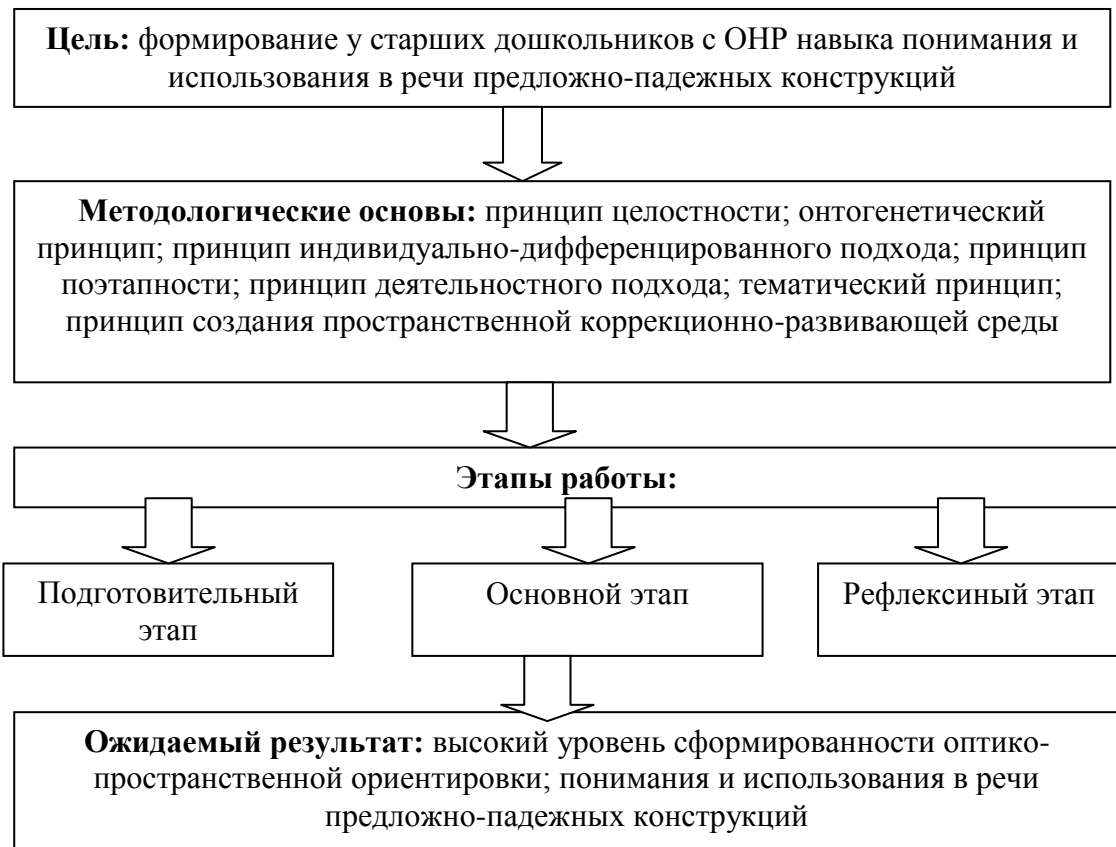 Цель: формирование у старших дошкольников с ОНР навыка понимания и
использования в речи предложно-падежных конструкций
Методологические основы: принцип целостности; онтогенетический
принцип; принцип индивидуально-дифференцированного подхода; принцип
поэтапности; принцип деятельностного подхода; тематический принцип;
принцип создания пространственной коррекционно-развивающей среды
Этапы работы:
Подготовительный
этап
Основной этап
Рефлексиный этап
Ожидаемый результат: высокий уровень сформированности оптико-
пространственной ориентировки; понимания и использования в речи
предложно-падежных конструкций